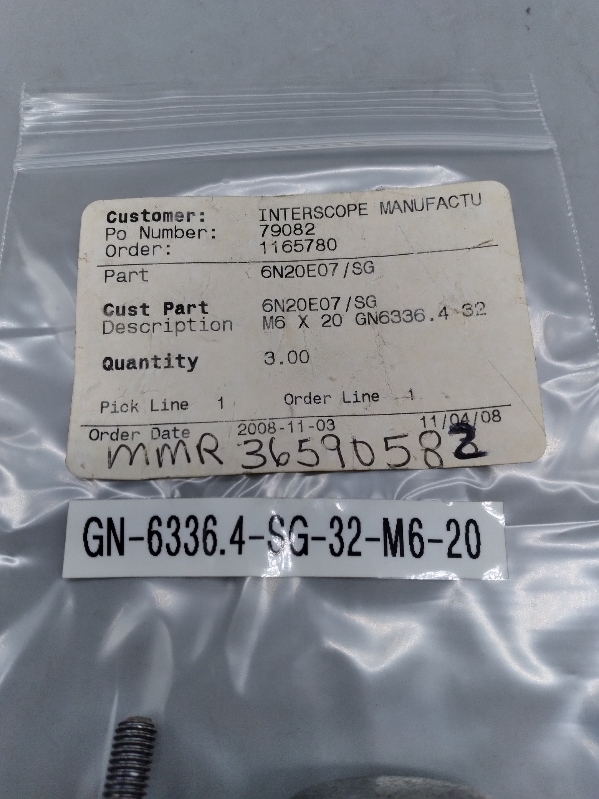 Customer: INTERSCOPE MANUFACTU
Po Number: 79082
Order: 1165780
Part 6N20E07/SG
Cust Part 6N20E07/SG
Description M6 X 20 GN6336.4-32
Quantity 3.00
Pick Line 1 Order Line 1
Order Date 2008-11-03 11/04/08
MMR 36590582
GN-6336.4-SG-32-M6-20